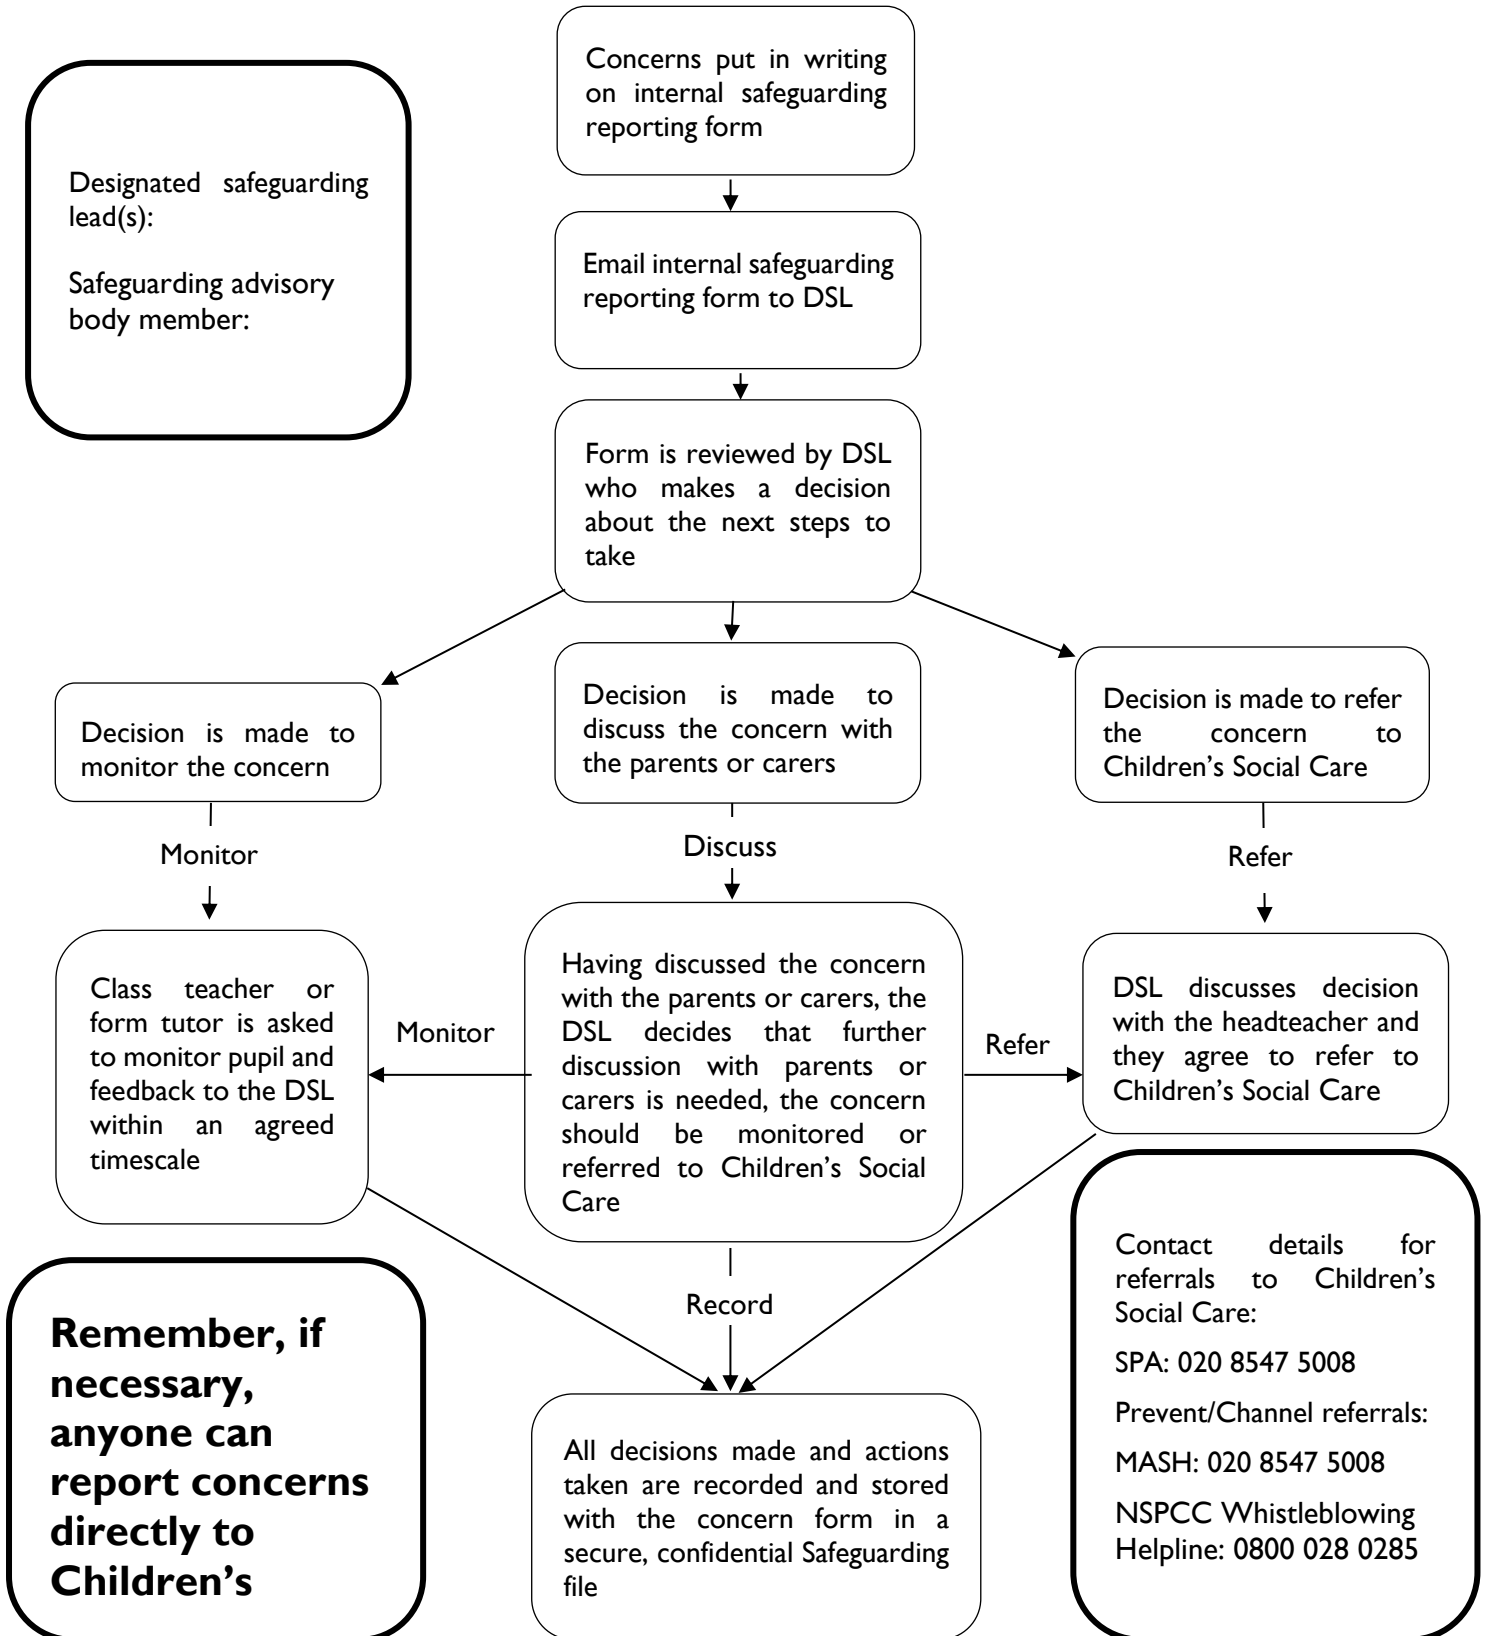 Concerns put in writing
on internal safeguarding
reporting form
Designated safeguarding
lead(s):
Safeguarding advisory
body member:
Email internal safeguarding
reporting form to DSL
Form is reviewed by DSL
who makes a decision
about the next steps to
take
Decision is made to
monitor the concern
Decision is made to
discuss the concern with
the parents or carers
Decision is made to refer
the concern to
Children's Social Care
Monitor
Discuss
Refer
Class teacher or
form tutor is asked
to monitor pupil and
feedback to the DSL
within an agreed
timescale
Monitor
Having discussed the concern
with the parents or carers, the
DSL decides that further
discussion with parents or
carers is needed, the concern
should be monitored or
referred to Children's Social
Care
Refer
DSL discusses decision
with the headteacher and
they agree to refer to
Children's Social Care
Record
Remember, if
necessary,
anyone can
report concerns
directly to
Children's
All decisions made and actions
taken are recorded and stored
with the concern form in a
secure, confidential Safeguarding
file
Contact details for
referrals to Children's
Social Care:
SPA: 020 8547 5008
Prevent/Channel referrals:
MASH: 020 8547 5008
NSPCC Whistleblowing
Helpline: 0800 028 0285